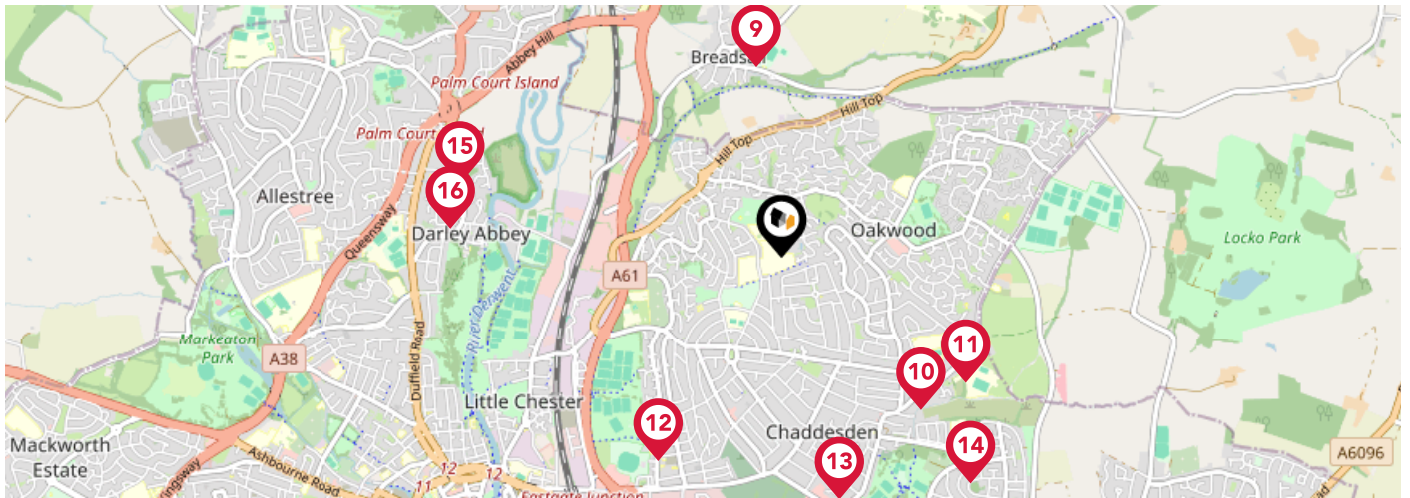 9
Breadsal
Abbey Hill
Palm Court Island
Hill Top
Palm Court
15
Hill Top
16
Allestree
Queensway
Darley Abbey
Oakwood
Locko Park
A61
River Derwent
Markeaton
Park
A38
Duffield Road
11
10
Little Chester
12
Chaddesden
14
13
Mackworth
Estate
Ashbourne Road
12
12
11
A6096
ngsway
Eastgate Junction